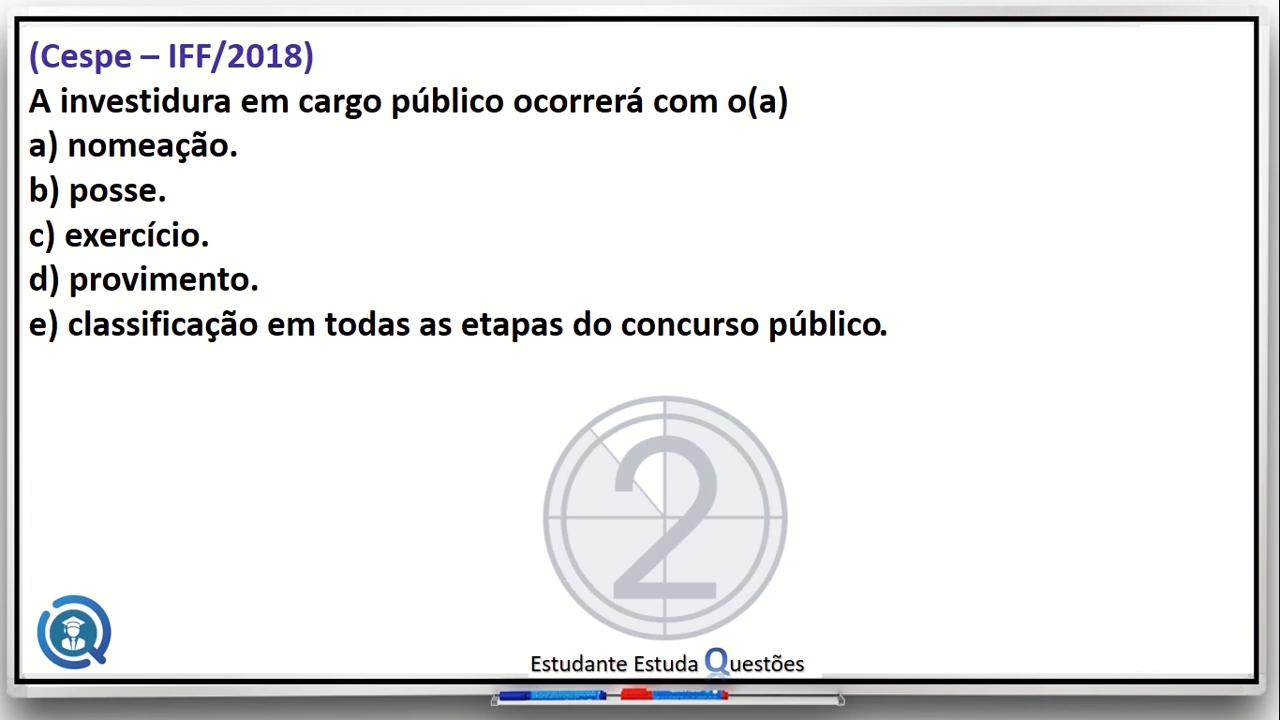 (Cespe – IFF/2018)
A investidura em cargo público ocorrerá com o(a)
a) nomeação.
b) posse.
c) exercício.
d) provimento.
e) classificação em todas as etapas do concurso público.
2
Estudante Estuda Questões